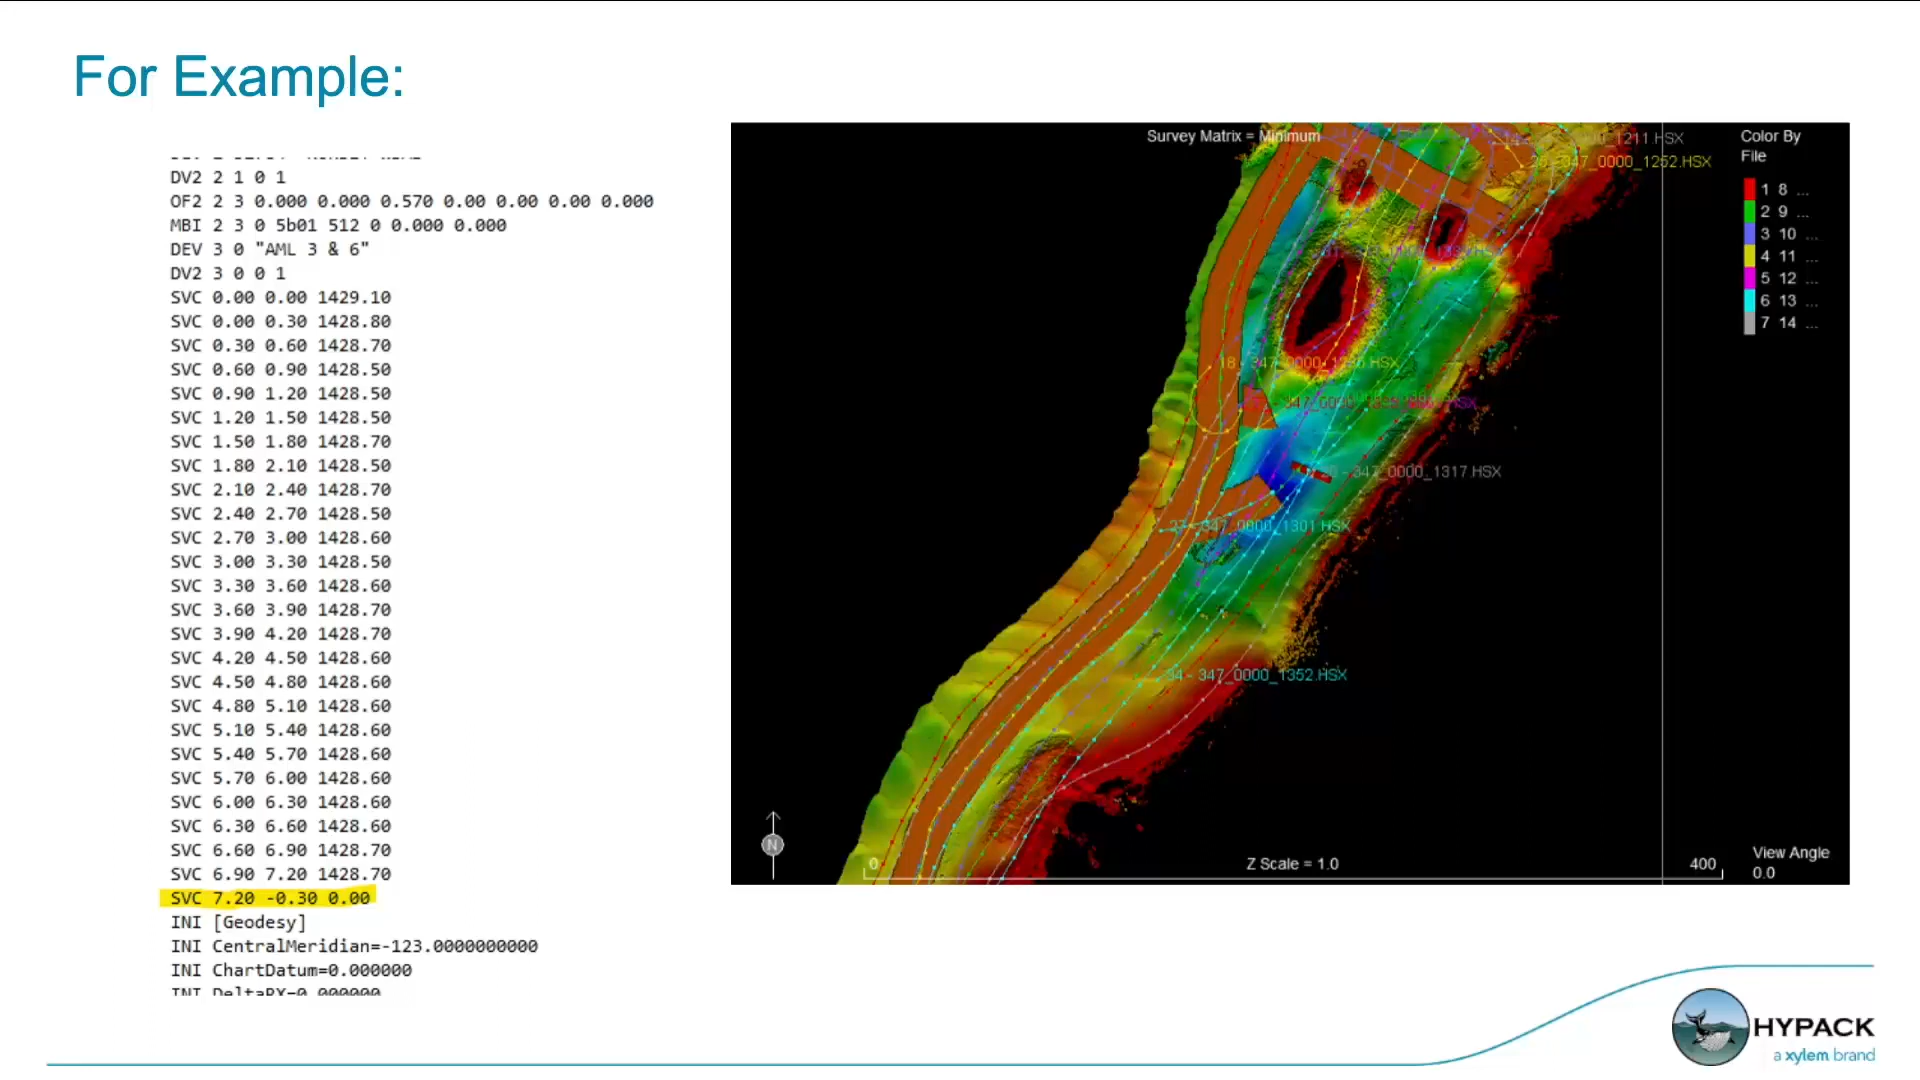 For Example:
DV2 2 1 0 1
OF2 2 3 0.000 0.000 0.570 0.00 0.00 0.00 0.000
MBI 2 3 0 5b01 512 0 0.000 0.000
DEV 3 0 "AML 3 & 6"
DV2 3 0 0 1
SVC 0.00 0.00 1429.10
SVC 0.00 0.30 1428.80
SVC 0.30 0.60 1428.70
SVC 0.60 0.90 1428.50
SVC 0.90 1.20 1428.50
SVC 1.20 1.50 1428.50
SVC 1.50 1.80 1428.70
SVC 1.80 2.10 1428.50
SVC 2.10 2.40 1428.70
SVC 2.40 2.70 1428.50
SVC 2.70 3.00 1428.60
SVC 3.00 3.30 1428.50
SVC 3.30 3.60 1428.60
SVC 3.60 3.90 1428.70
SVC 3.90 4.20 1428.70
SVC 4.20 4.50 1428.60
SVC 4.50 4.80 1428.60
SVC 4.80 5.10 1428.60
SVC 5.10 5.40 1428.60
SVC 5.40 5.70 1428.60
SVC 5.70 6.00 1428.60
SVC 6.00 6.30 1428.60
SVC 6.30 6.60 1428.60
SVC 6.60 6.90 1428.70
SVC 6.90 7.20 1428.70
SVC 7.20 -0.30 0.00
INI [Geodesy]
INI CentralMeridian=-123.0000000000
INI ChartDatum=0.000000
INI DeltaRX=0.000000
Survey Matrix = Minimum
_1211.HSX
25 - 347_0000_1252.HSX
347_0000_1317.HSX
27 - 347_0000_1301.HSX
34 - 347_0000_1352.HSX
Color By
File
1 8 ...
2 9 ...
3 10 ...
4 11 ...
5 12 ...
6 13 ...
7 14 ...
N
0
Z Scale = 1.0
400
View Angle
0.0
HYPACK
a xylem brand